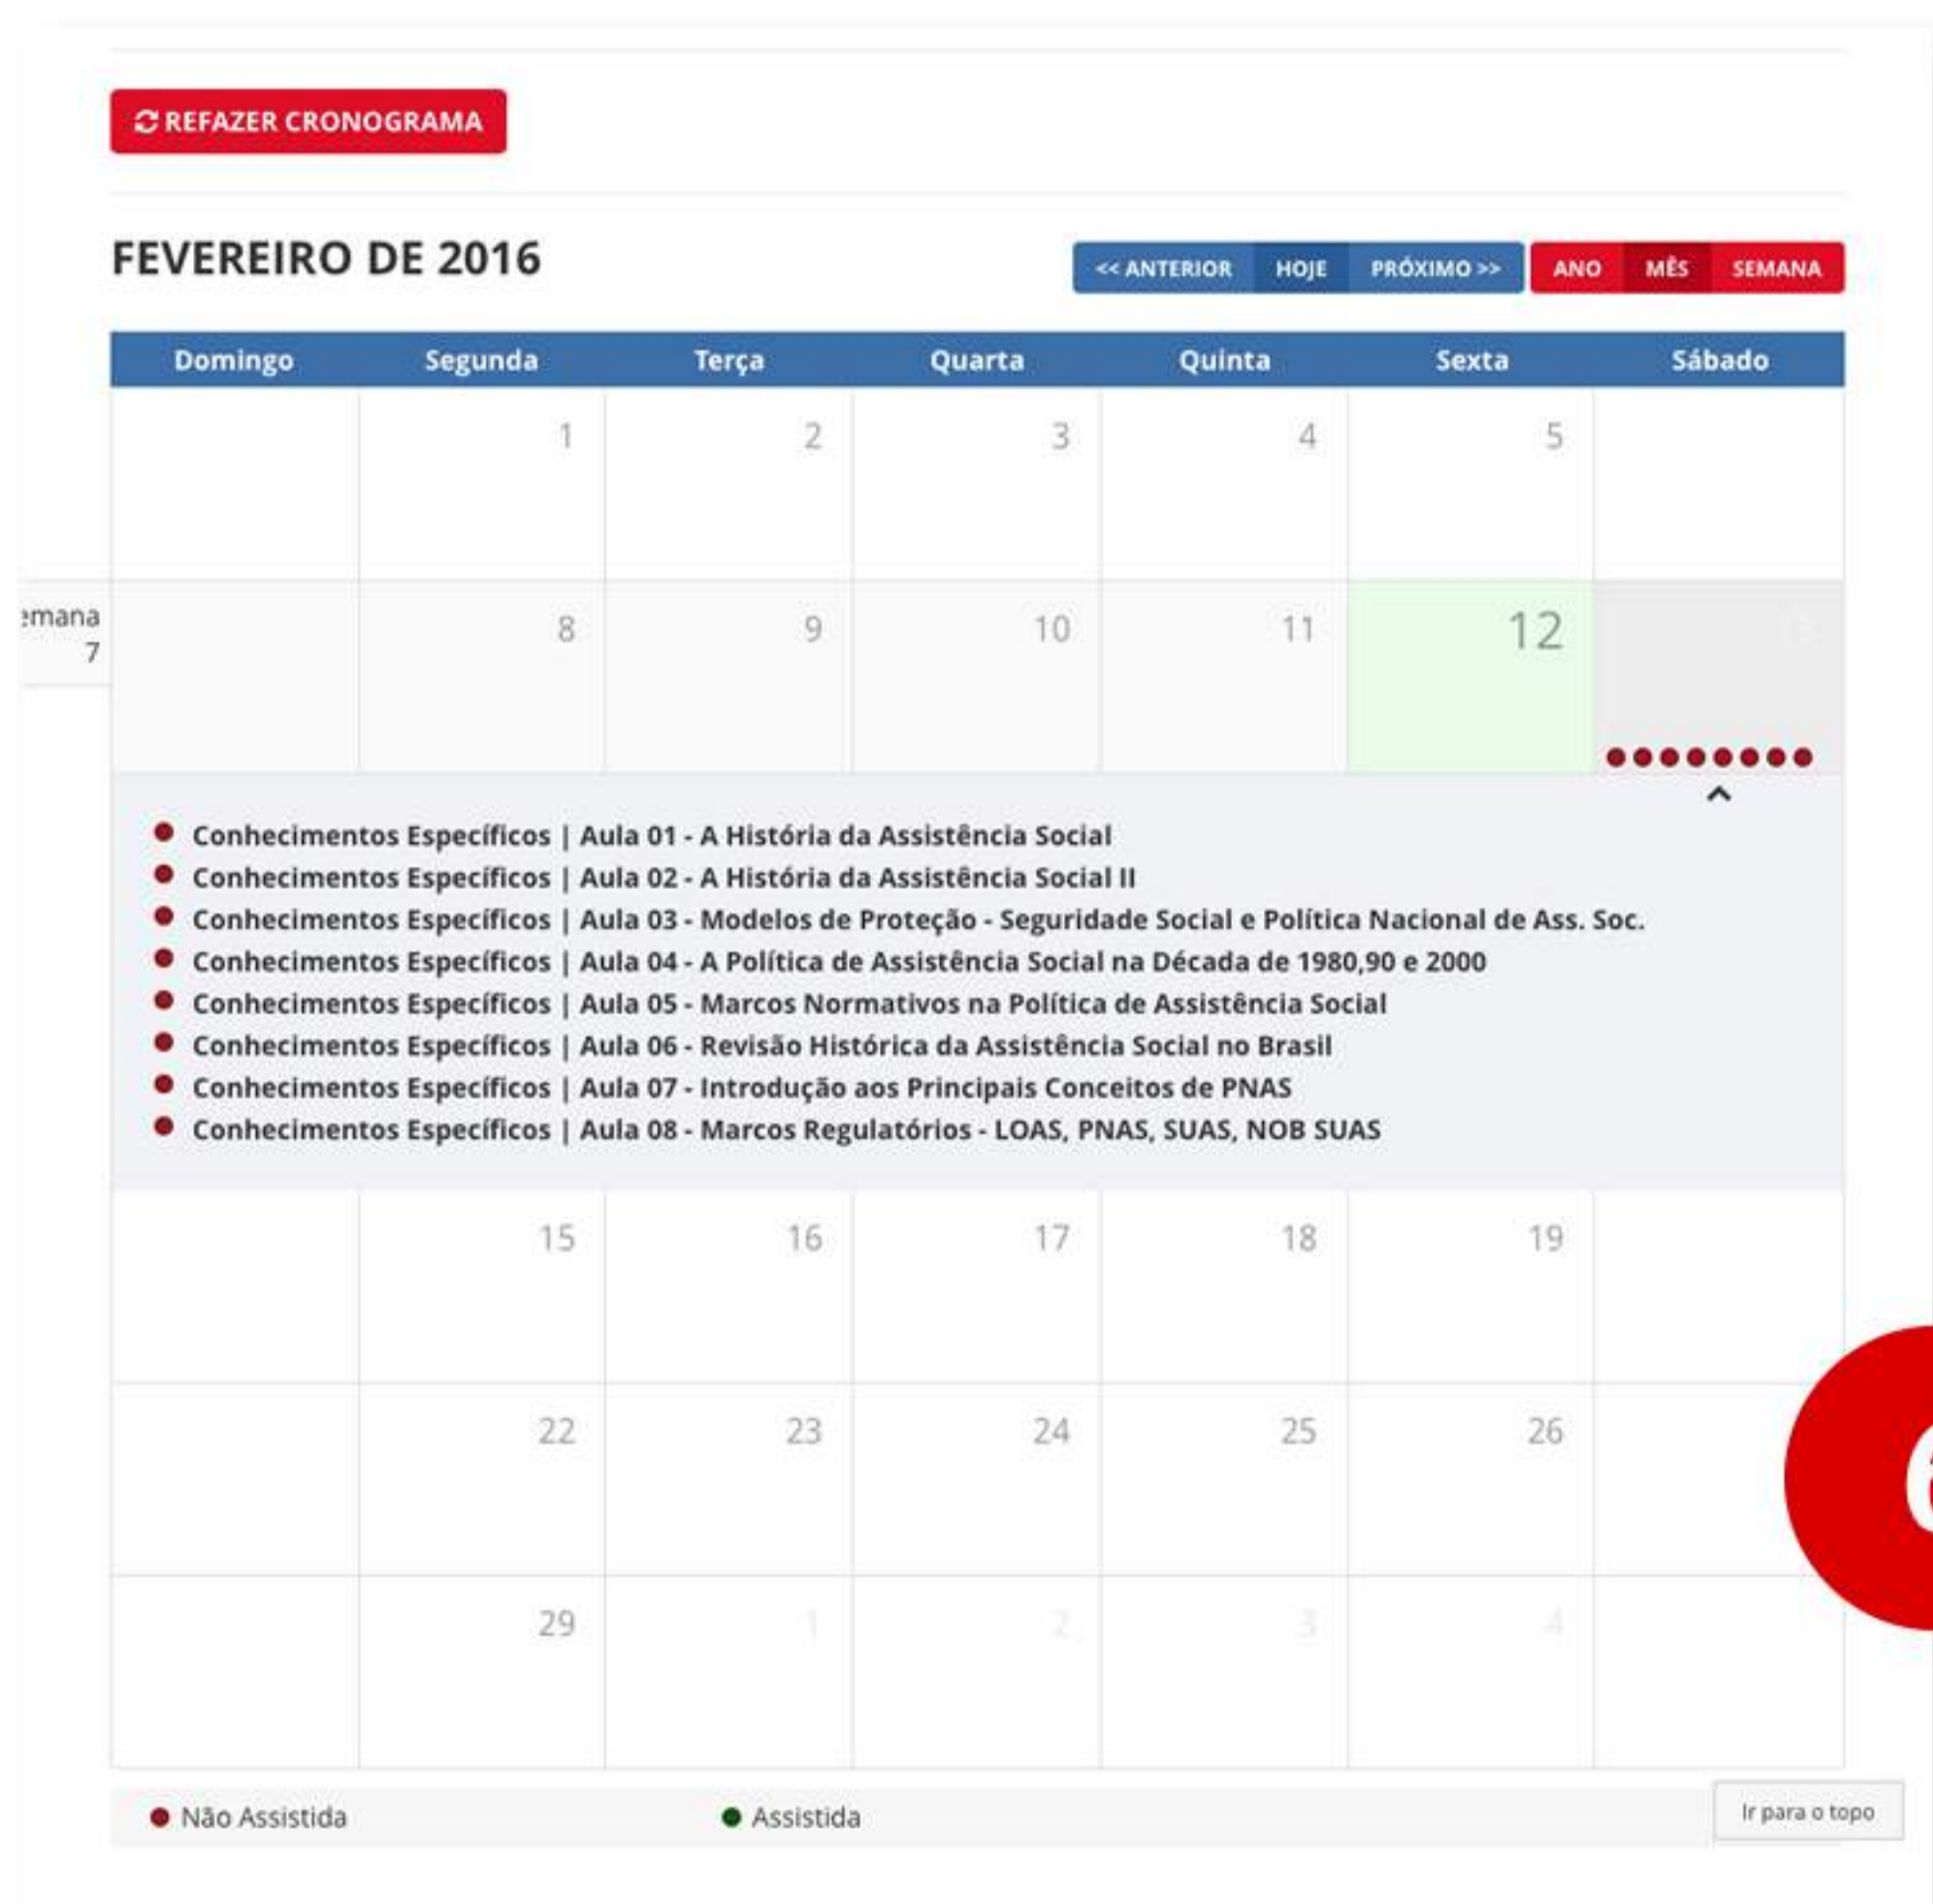 REFAZER CRONOGRAMA
FEVEREIRO DE 2016
<< ANTERIOR HOJE PRÓXIMO >> ANO MÊS SEMANA
Domingo Segunda Terça Quarta Quinta Sexta Sábado
1 2 3 4 5
emana
7
8 9 10 11 12 13
Conhecimentos Específicos | Aula 01 - A História da Assistência Social
Conhecimentos Específicos | Aula 02 - A História da Assistência Social II
Conhecimentos Específicos | Aula 03 - Modelos de Proteção - Seguridade Social e Política Nacional de Ass. Soc.
Conhecimentos Específicos | Aula 04 - A Política de Assistência Social na Década de 1980,90 e 2000
Conhecimentos Específicos | Aula 05 - Marcos Normativos na Política de Assistência Social
Conhecimentos Específicos | Aula 06 - Revisão Histórica da Assistência Social no Brasil
Conhecimentos Específicos | Aula 07 - Introdução aos Principais Conceitos de PNAS
Conhecimentos Específicos | Aula 08 - Marcos Regulatórios - LOAS, PNAS, SUAS, NOB SUAS
15 16 17 18 19
22 23 24 25 26
6
29 1 2 3 4
Não Assistida Assistida
Ir para o topo